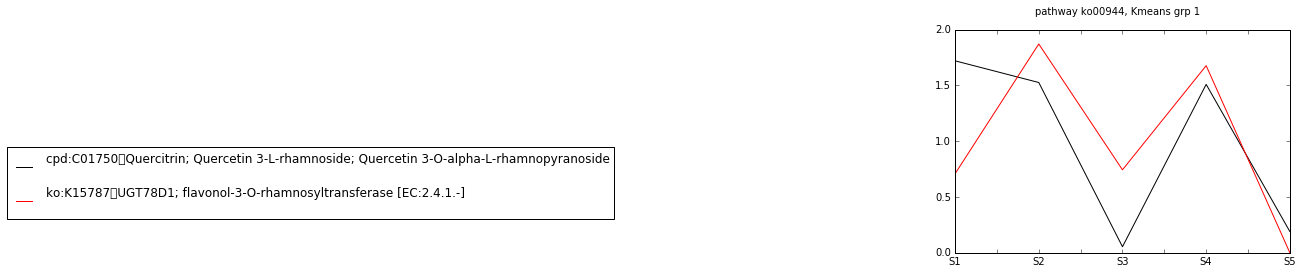 pathway ko00944, Kmeans grp 1
2.0
1.5
1.0
0.5
0.0
S1 S2 S3 S4 S5
cpd:C01750▯Quercitrin; Quercetin 3-L-rhamnoside; Quercetin 3-O-alpha-L-rhamnopyranoside
ko:K15787▯UGT78D1; flavonol-3-O-rhamnosyltransferase [EC:2.4.1.-]